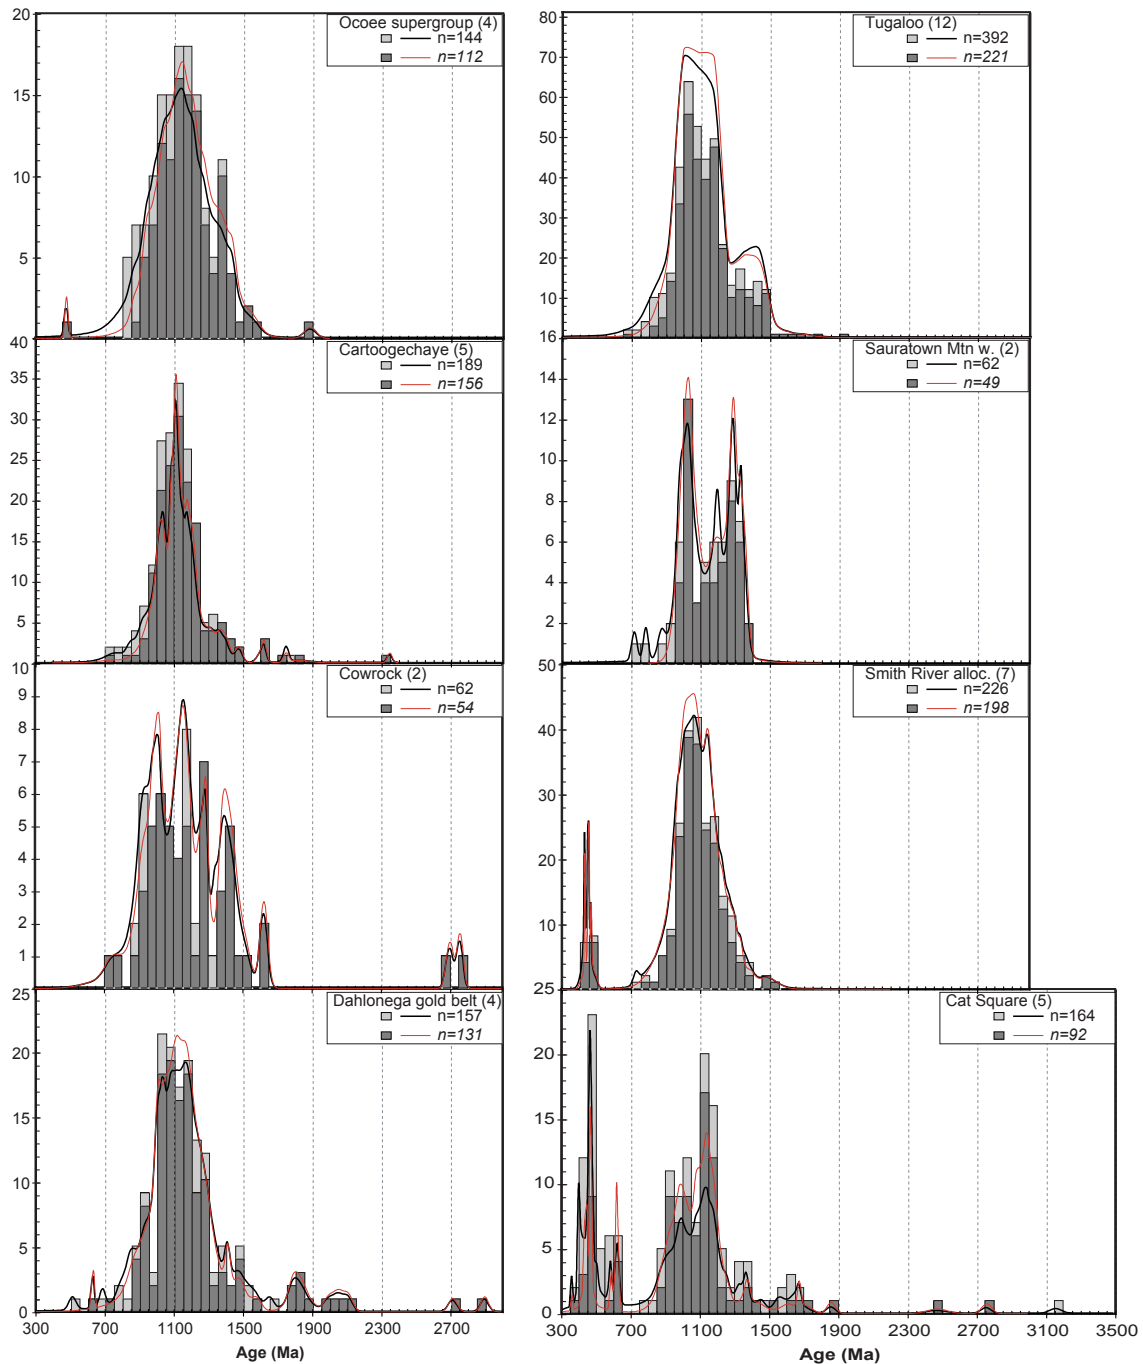 Ocoee supergroup (4)
n=144
n=112
20
15
10
5
Tugaloo (12)
n=392
n=221
80
70
60
50
40
30
20
10
Cartoogechaye (5)
n=189
n=156
40
35
30
25
20
15
10
5
Sauratown Mtn w. (2)
n=62
n=49
16
14
12
10
8
6
4
2
Cowrock (2)
n=62
n=54
10
9
8
7
6
5
4
3
2
1
Smith River alloc. (7)
n=226
n=198
50
40
30
20
10
Dahlonega gold belt (4)
n=157
n=131
25
20
15
10
5
0
300 700 1100 1500 1900 2300 2700
Age (Ma)
Cat Square (5)
n=164
n=92
25
20
15
10
5
0
300 700 1100 1500 1900 2300 2700 3100 3500
Age (Ma)